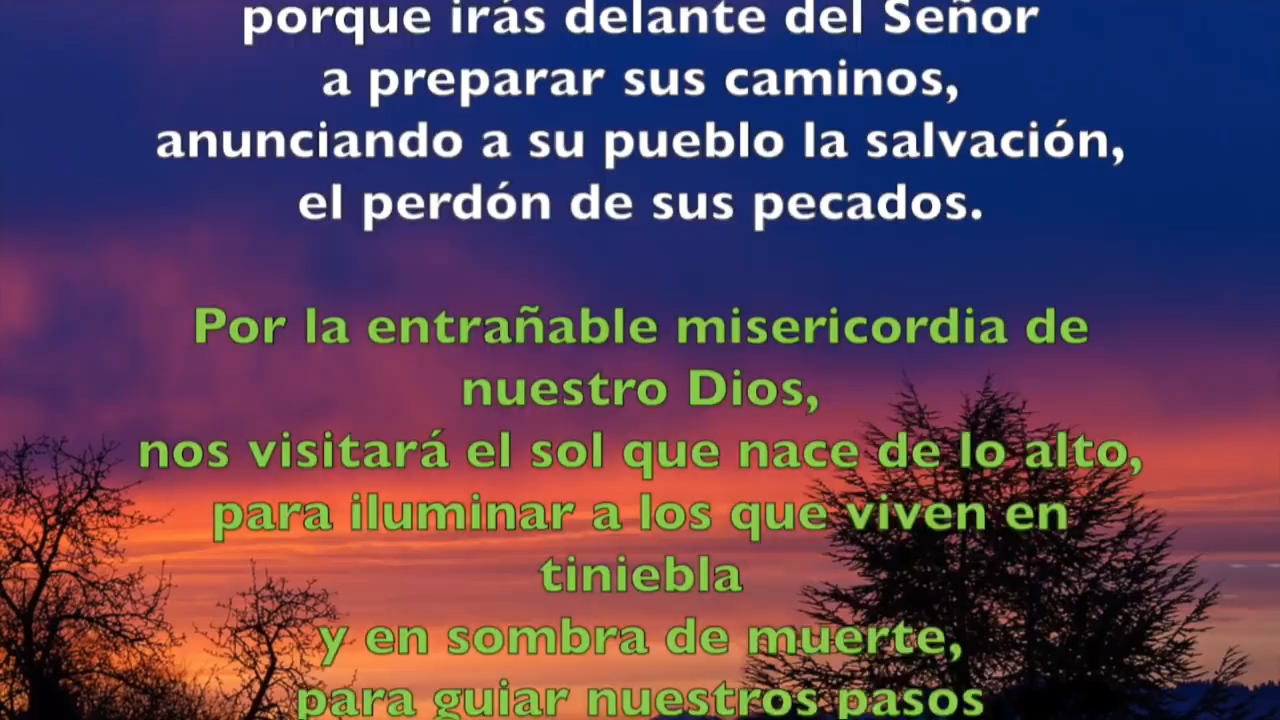 porque irás delante del Señor
a preparar sus caminos,
anunciando a su pueblo la salvación,
el perdón de sus pecados.
Por la entrañable misericordia de
nuestro Dios,
nos visitará el sol que nace de lo alto,
para iluminar a los que viven en
tiniebla
y en sombra de muerte,
para guiar nuestros pasos